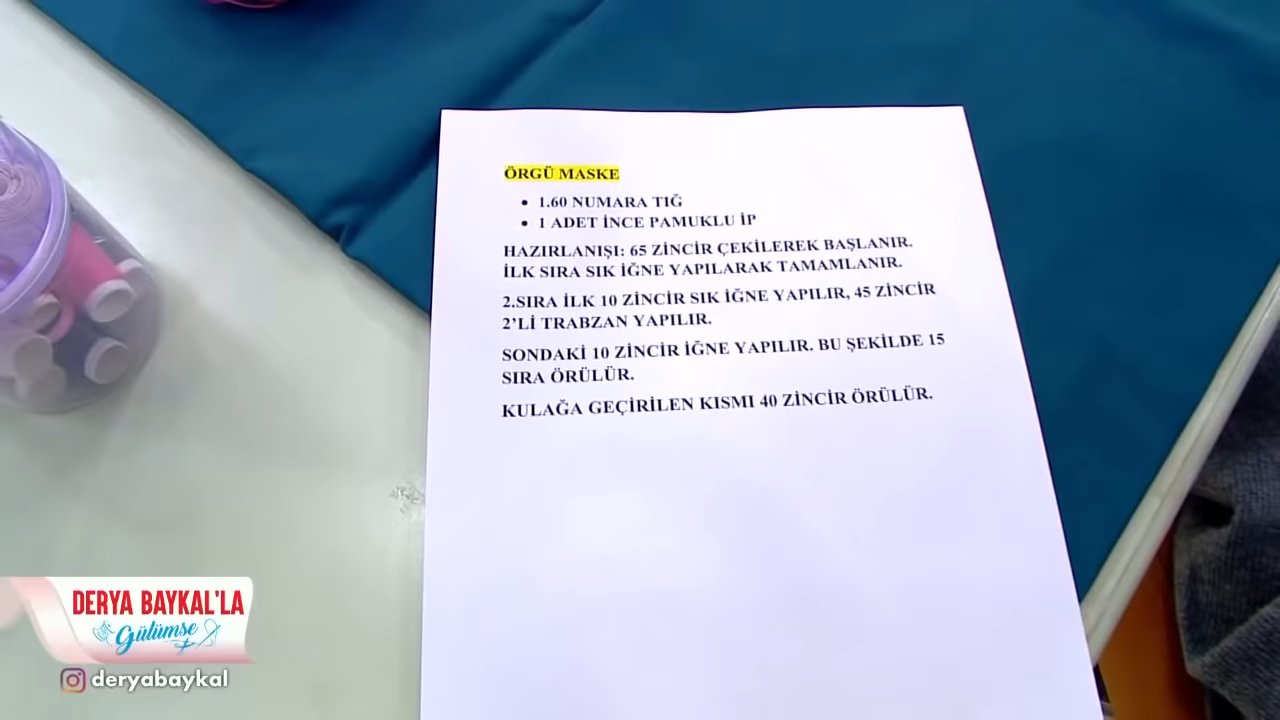 ÖRGÜ MASKE
• 1.60 NUMARA TIĞ
• 1 ADET İNCE PAMUKLU İP
HAZIRLANIŞI: 65 ZİNCİR ÇEKİLEREK BAŞLANIR.
İLK SIRA SIK İĞNE YAPILARAK TAMAMLANIR.
2.SIRA İLK 10 ZİNCİR SIK İĞNE YAPILIR, 45 ZİNCİR
2’Lİ TRABZAN YAPILIR.
SONDAKİ 10 ZİNCİR İĞNE YAPILIR. BU ŞEKİLDE 15
SIRA ÖRÜLÜR.
KULAĞA GEÇİRİLEN KISMI 40 ZİNCİR ÖRÜLÜR.
DERYA BAYKAL'LA
Gülümse
deryabaykal